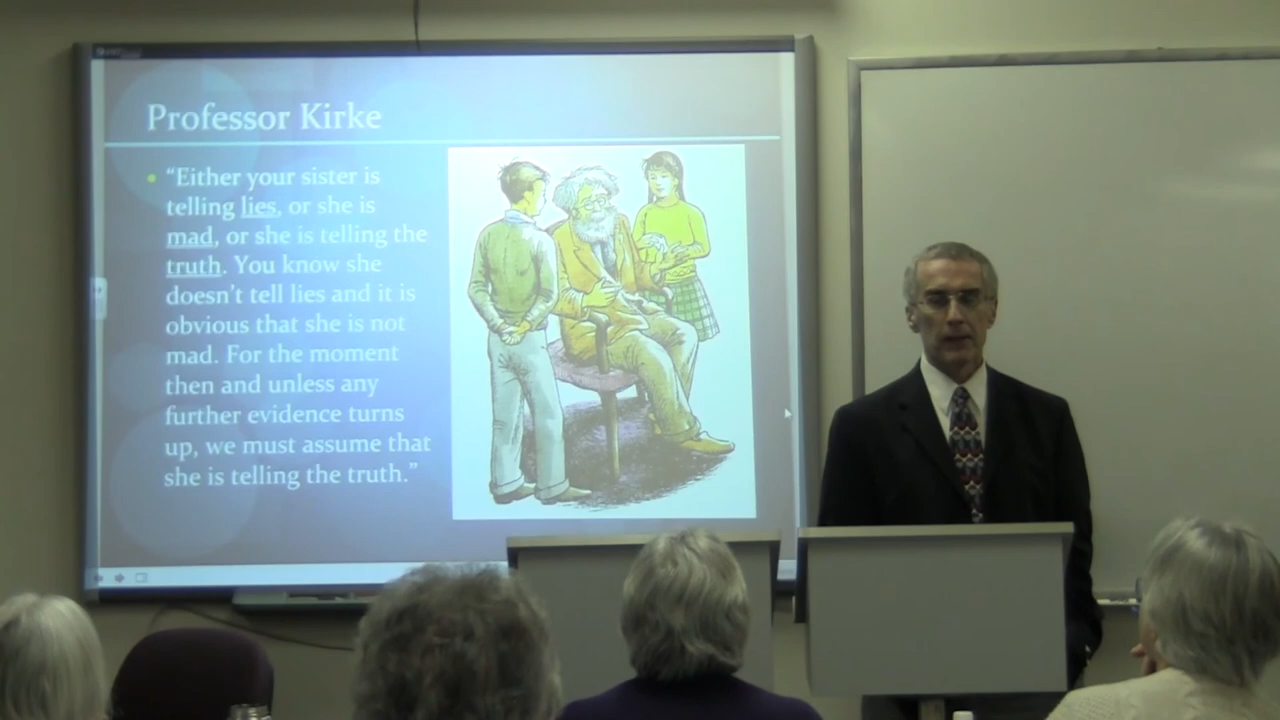 Professor Kirke
• “Either your sister is
telling lies, or she is
mad, or she is telling the
truth. You know she
doesn't tell lies and it is
obvious that she is not
mad. For the moment
then and unless any
further evidence turns
up, we must assume that
she is telling the truth.”